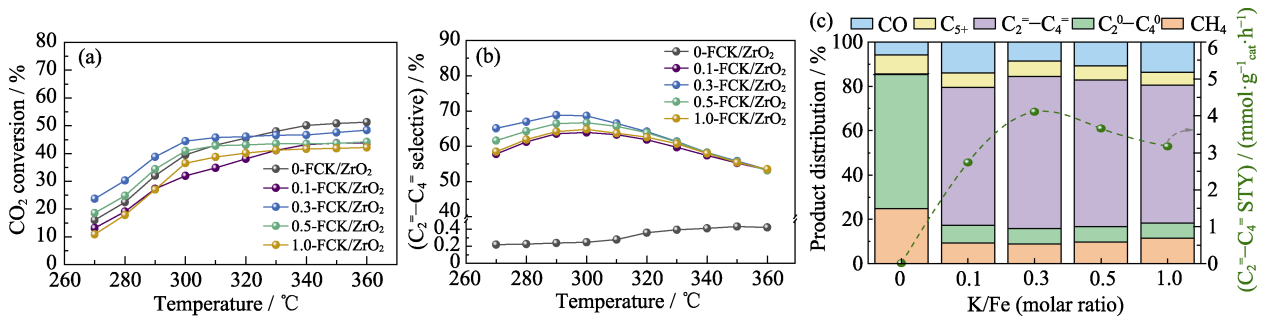 (a)
CO₂ conversion / %
80
70
60
50
40
30
20
10
0
260 280 300 320 340 360
Temperature / ℃
0-FCK/ZrO₂
0.1-FCK/ZrO₂
0.3-FCK/ZrO₂
0.5-FCK/ZrO₂
1.0-FCK/ZrO₂
(b)
(C₂⁼–C₄⁼ selective) / %
90
80
70
60
50
40
0.4
0.2
0.0
260 280 300 320 340 360
Temperature / ℃
0-FCK/ZrO₂
0.1-FCK/ZrO₂
0.3-FCK/ZrO₂
0.5-FCK/ZrO₂
1.0-FCK/ZrO₂
(c)
CO C₅₊ C₂⁼–C₄⁼ C₂⁰–C₄⁰ CH₄
Product distribution / %
100
80
60
40
20
0
0 0.1 0.3 0.5 1.0
K/Fe (molar ratio)
6
5
4
3
2
1
0
(C₂⁼–C₄⁼ STY) / (mmol·g⁻¹cat·h⁻¹)